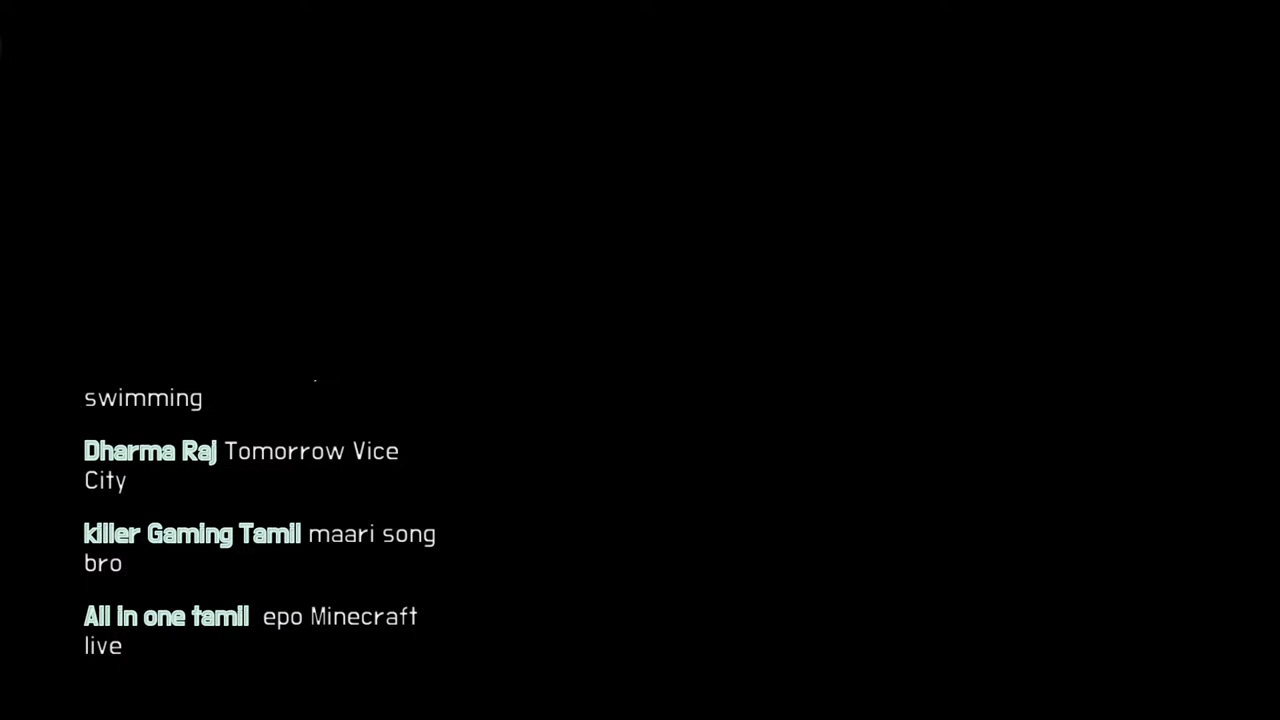 swimming
Dharma Raj Tomorrow Vice
City
killer Gaming Tamil maari song
bro
All in one tamil epo Minecraft
live